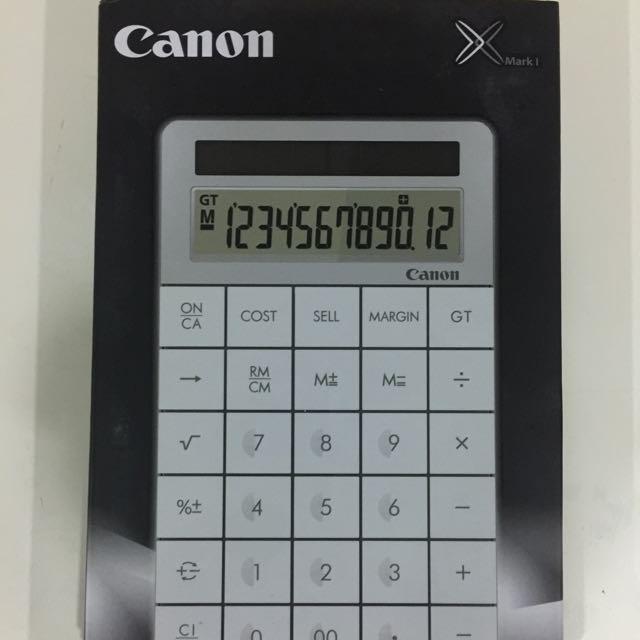 Canon
X Mark I
GT
M
1'234'567'890.12
Canon
ON CA COST SELL MARGIN GT
→ RM CM M± M= ÷
√ 7 8 9 ×
%± 4 5 6 −
1 2 3 +
CI 0 00 .